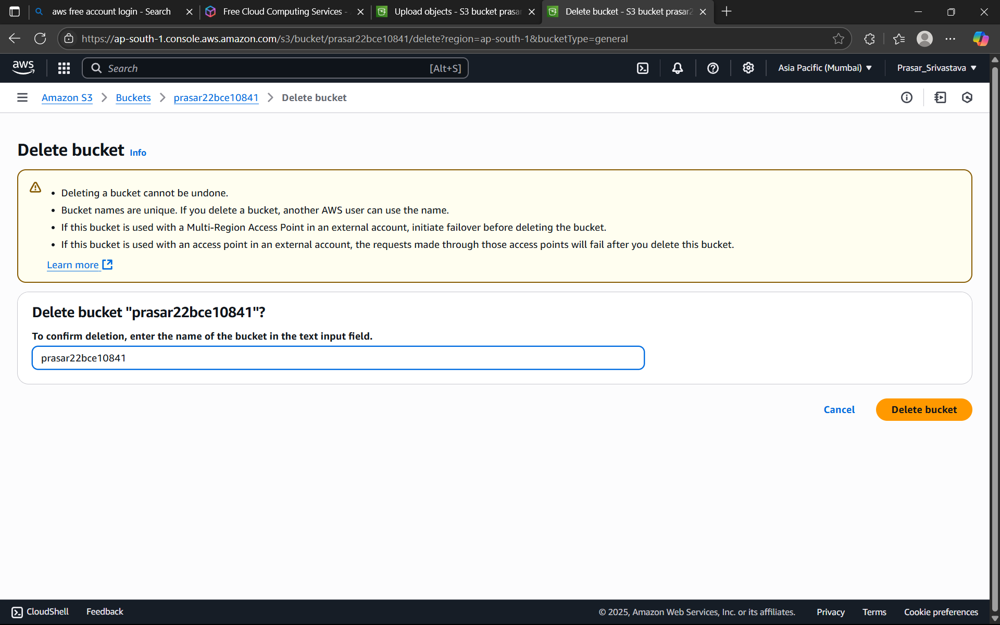 aws free account login - Search
Free Cloud Computing Services -
Upload objects - S3 bucket prasar
Delete bucket - S3 bucket prasar2
https://ap-south-1.console.aws.amazon.com/s3/bucket/prasar22bce10841/delete?region=ap-south-1&bucketType=general
aws
Search
[Alt+S]
Asia Pacific (Mumbai)
Prasar_Srivastava
Amazon S3 > Buckets > prasar22bce10841 > Delete bucket
Delete bucket Info
• Deleting a bucket cannot be undone.
• Bucket names are unique. If you delete a bucket, another AWS user can use the name.
• If this bucket is used with a Multi-Region Access Point in an external account, initiate failover before deleting the bucket.
• If this bucket is used with an access point in an external account, the requests made through those access points will fail after you delete this bucket.
Learn more
Delete bucket "prasar22bce10841"?
To confirm deletion, enter the name of the bucket in the text input field.
prasar22bce10841
Cancel
Delete bucket
CloudShell
Feedback
© 2025, Amazon Web Services, Inc. or its affiliates.
Privacy
Terms
Cookie preferences